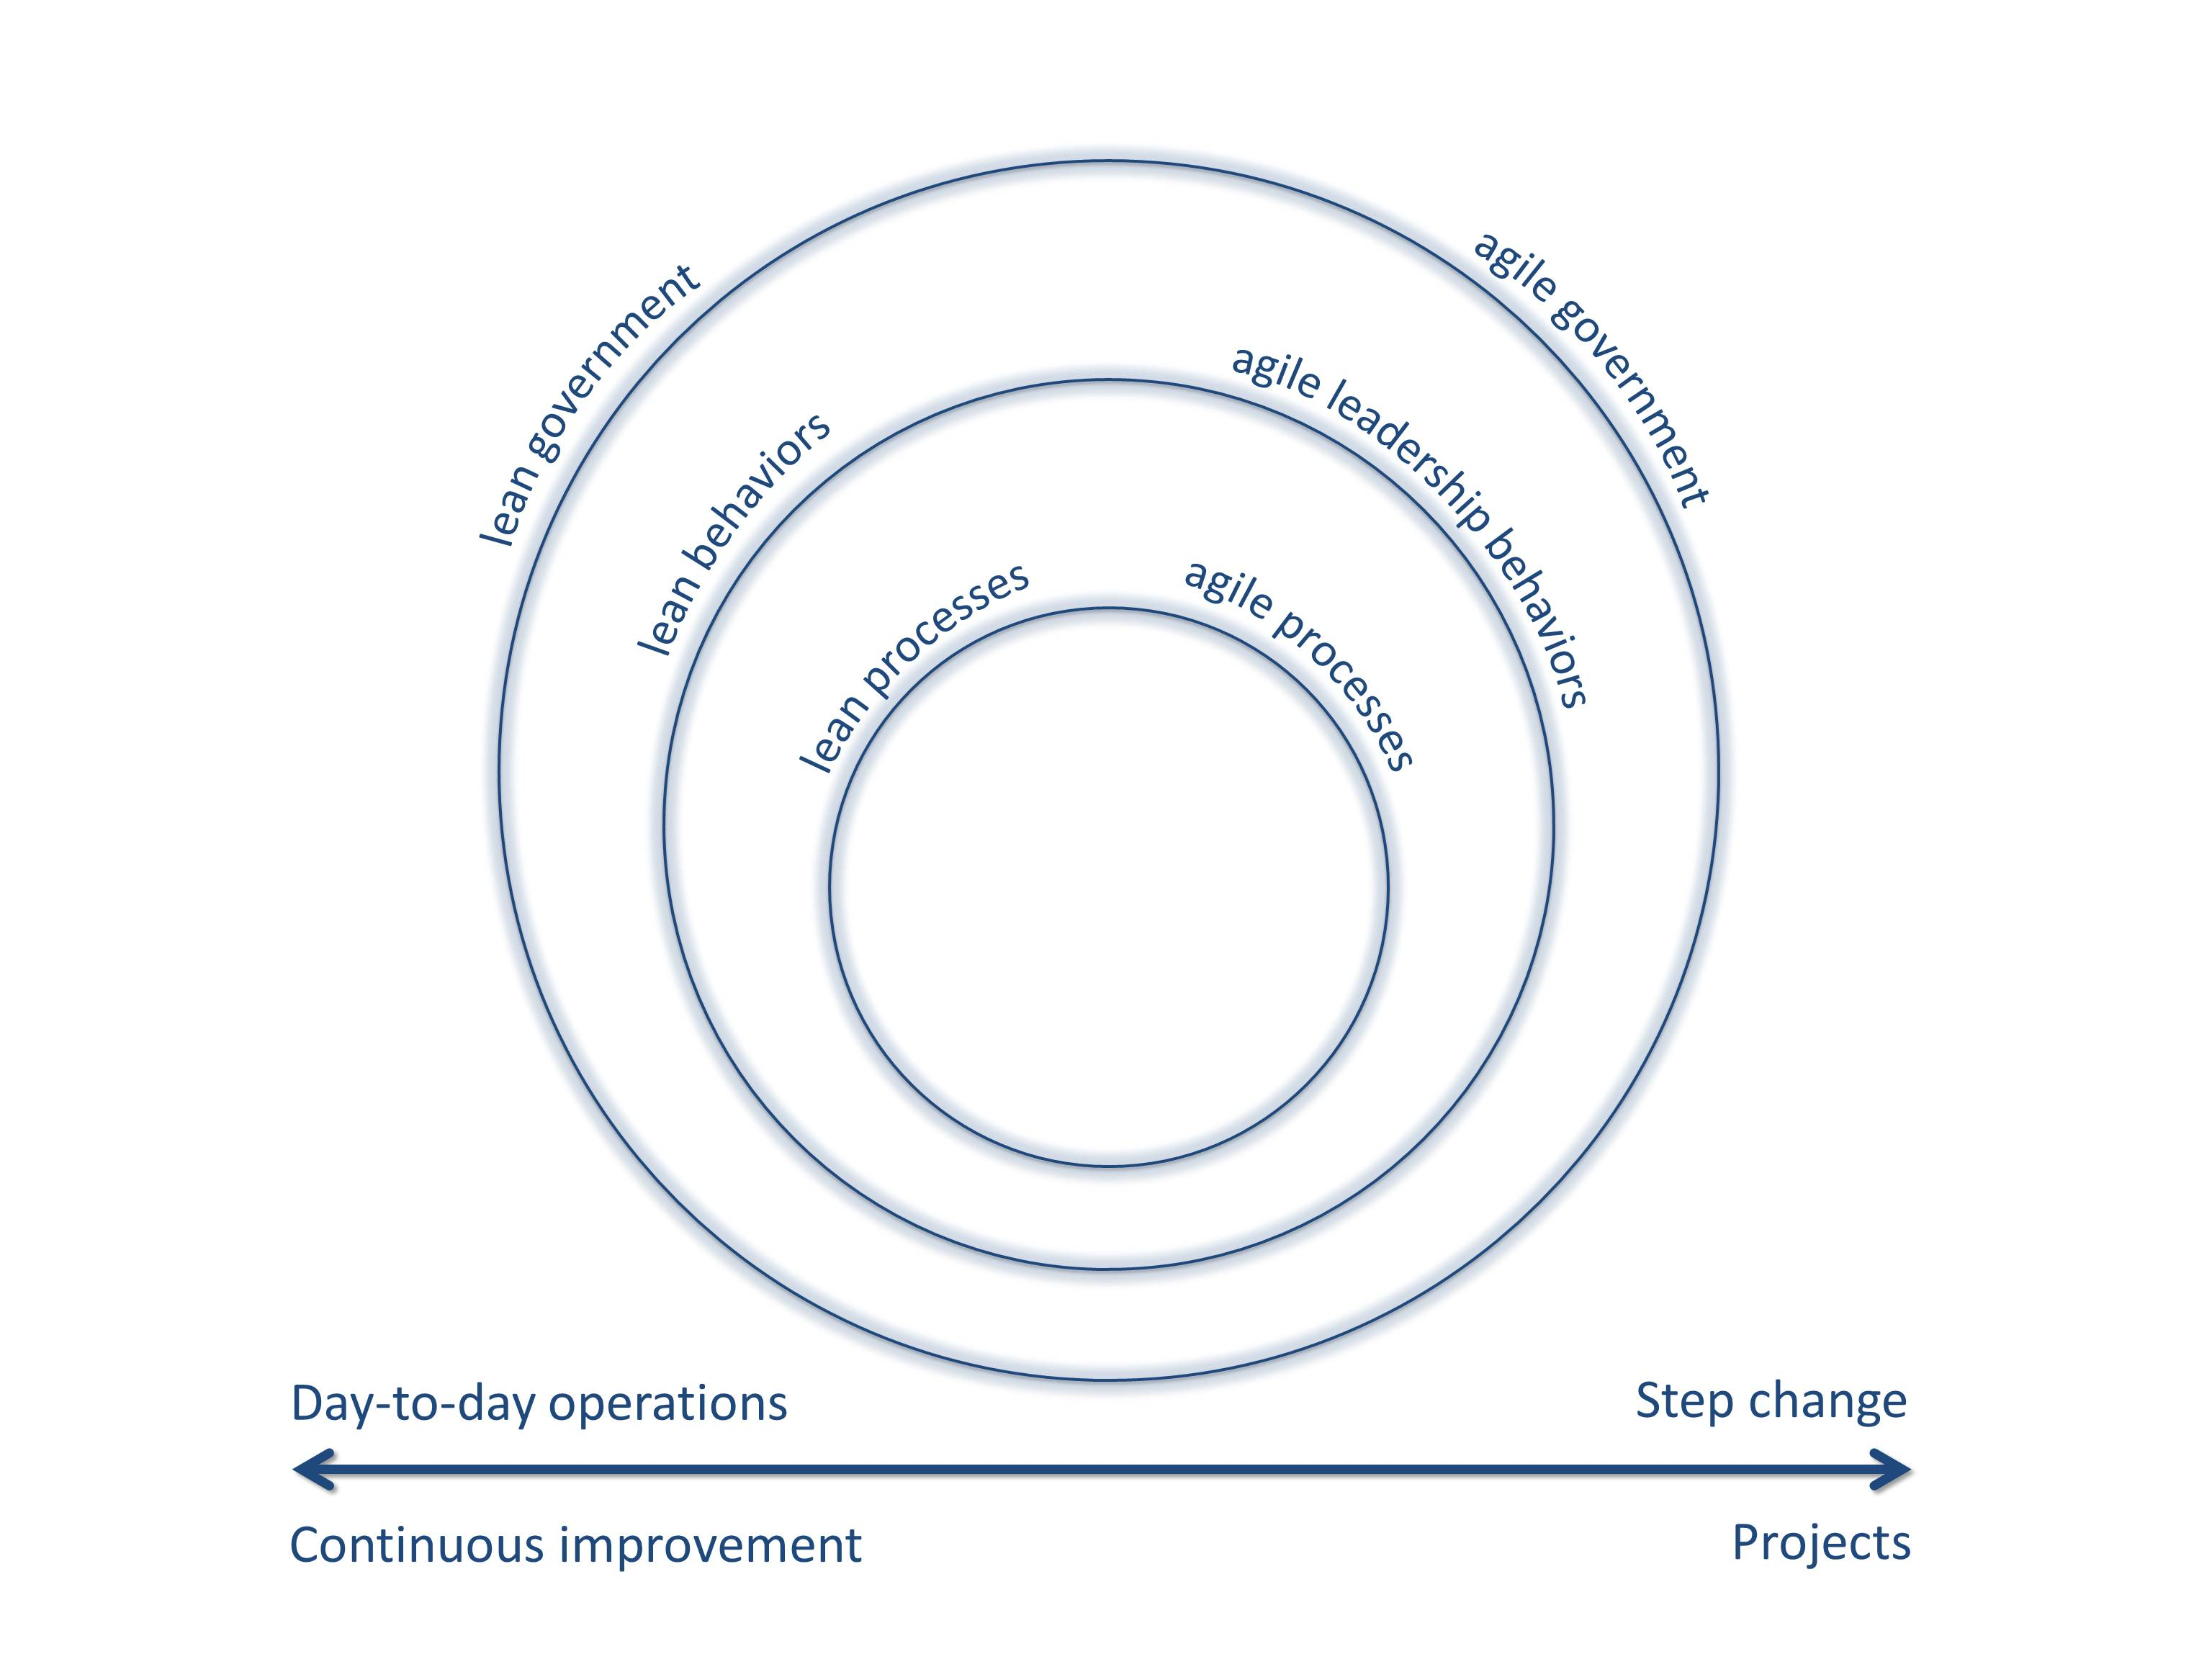 lean government
agile government
lean behaviors
agile leadership behaviors
lean processes
agile processes
Day-to-day operations
Step change
Continuous improvement
Projects